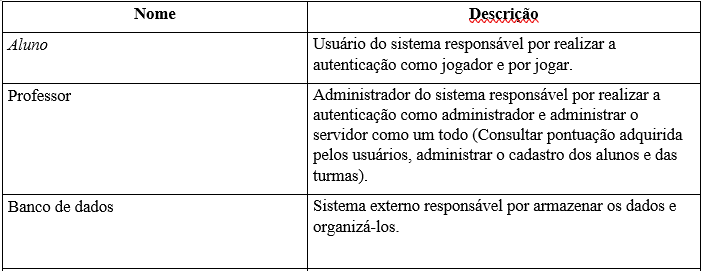 Nome Descrição
Aluno Usuário do sistema responsável por realizar a
autenticação como jogador e por jogar.
Professor Administrador do sistema responsável por realizar a
autenticação como administrador e administrar o
servidor como um todo (Consultar pontuação adquirida
pelos usuários, administrar o cadastro dos alunos e das
turmas).
Banco de dados Sistema externo responsável por armazenar os dados e
organizá-los.